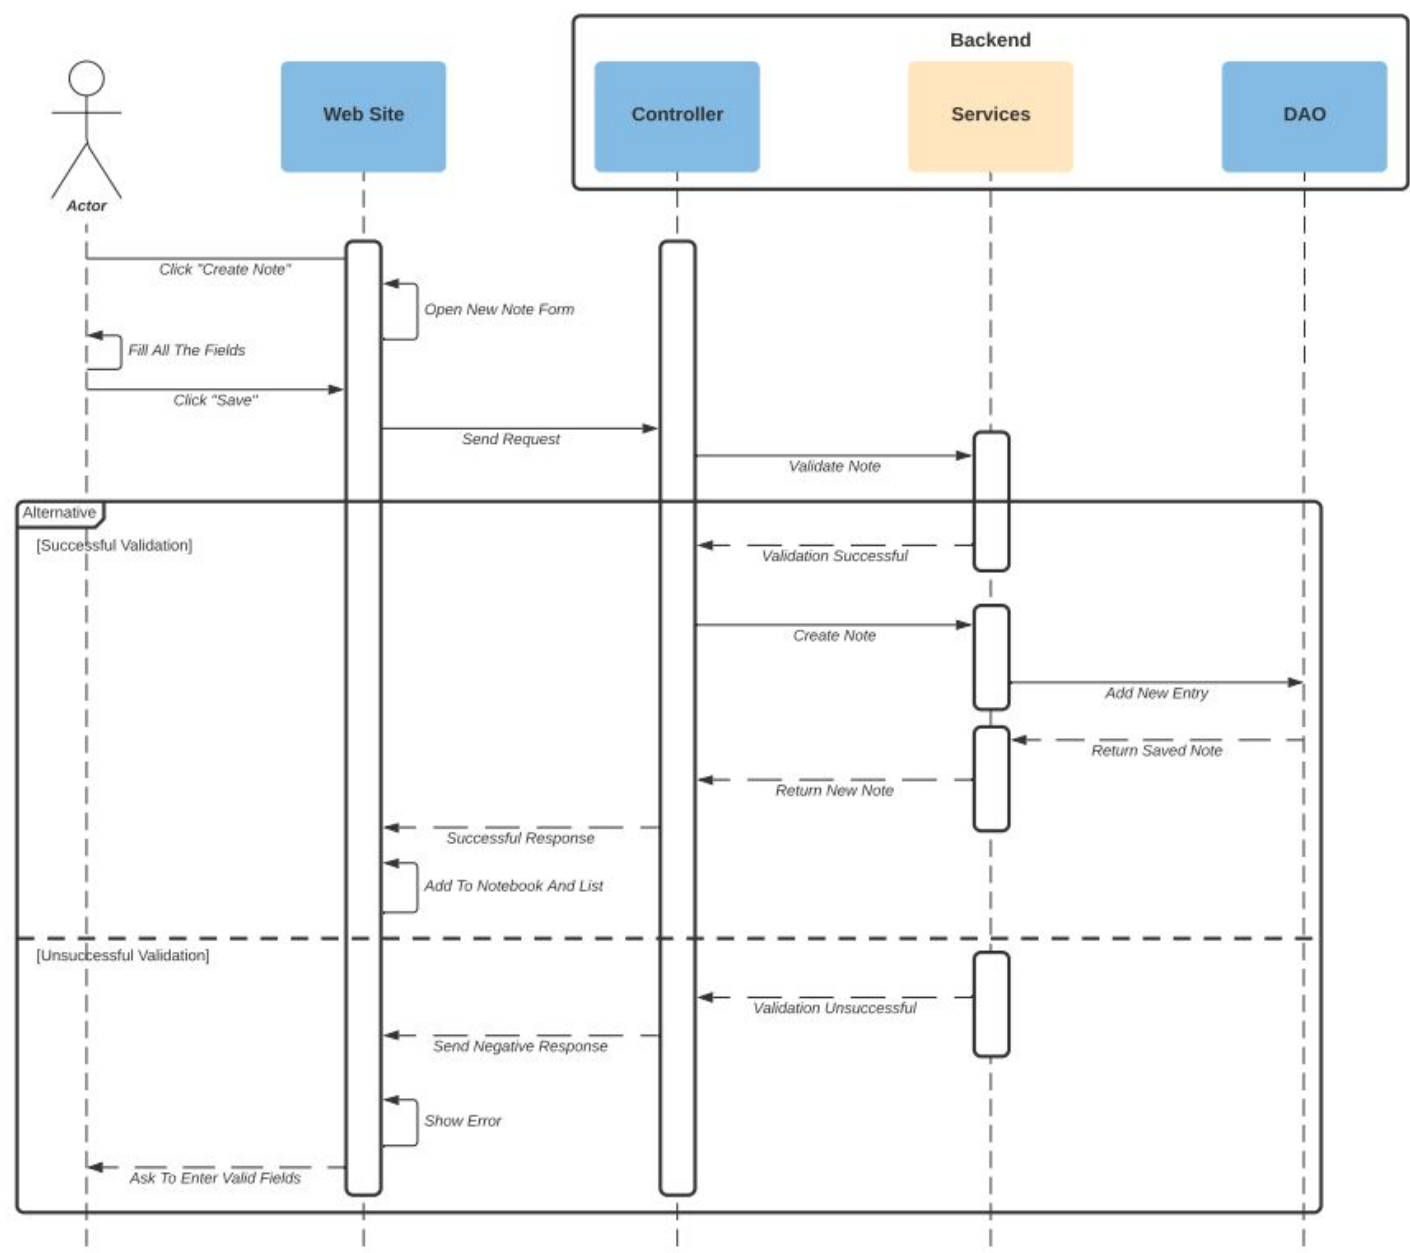 Backend
Web Site
Controller
Services
DAO
Actor
Click "Create Note"
Open New Note Form
Fill All The Fields
Click "Save"
Send Request
Validate Note
Alternative
[Successful Validation]
Validation Successful
Create Note
Add New Entry
Return Saved Note
Return New Note
Successful Response
Add To Notebook And List
[Unsuccessful Validation]
Validation Unsuccessful
Send Negative Response
Show Error
Ask To Enter Valid Fields